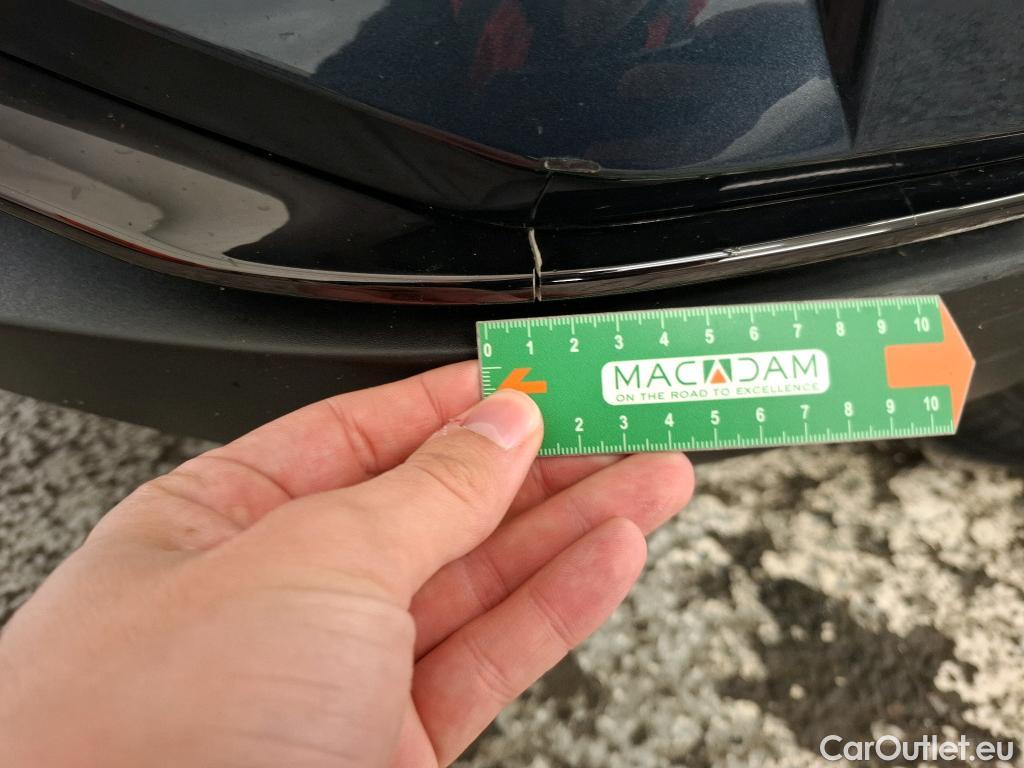 0 1 2 3 4 5 6 7 8 9 10
MACADAM
ON THE ROAD TO EXCELLENCE
2 3 4 5 6 7 8 9 10
CarOutlet.eu